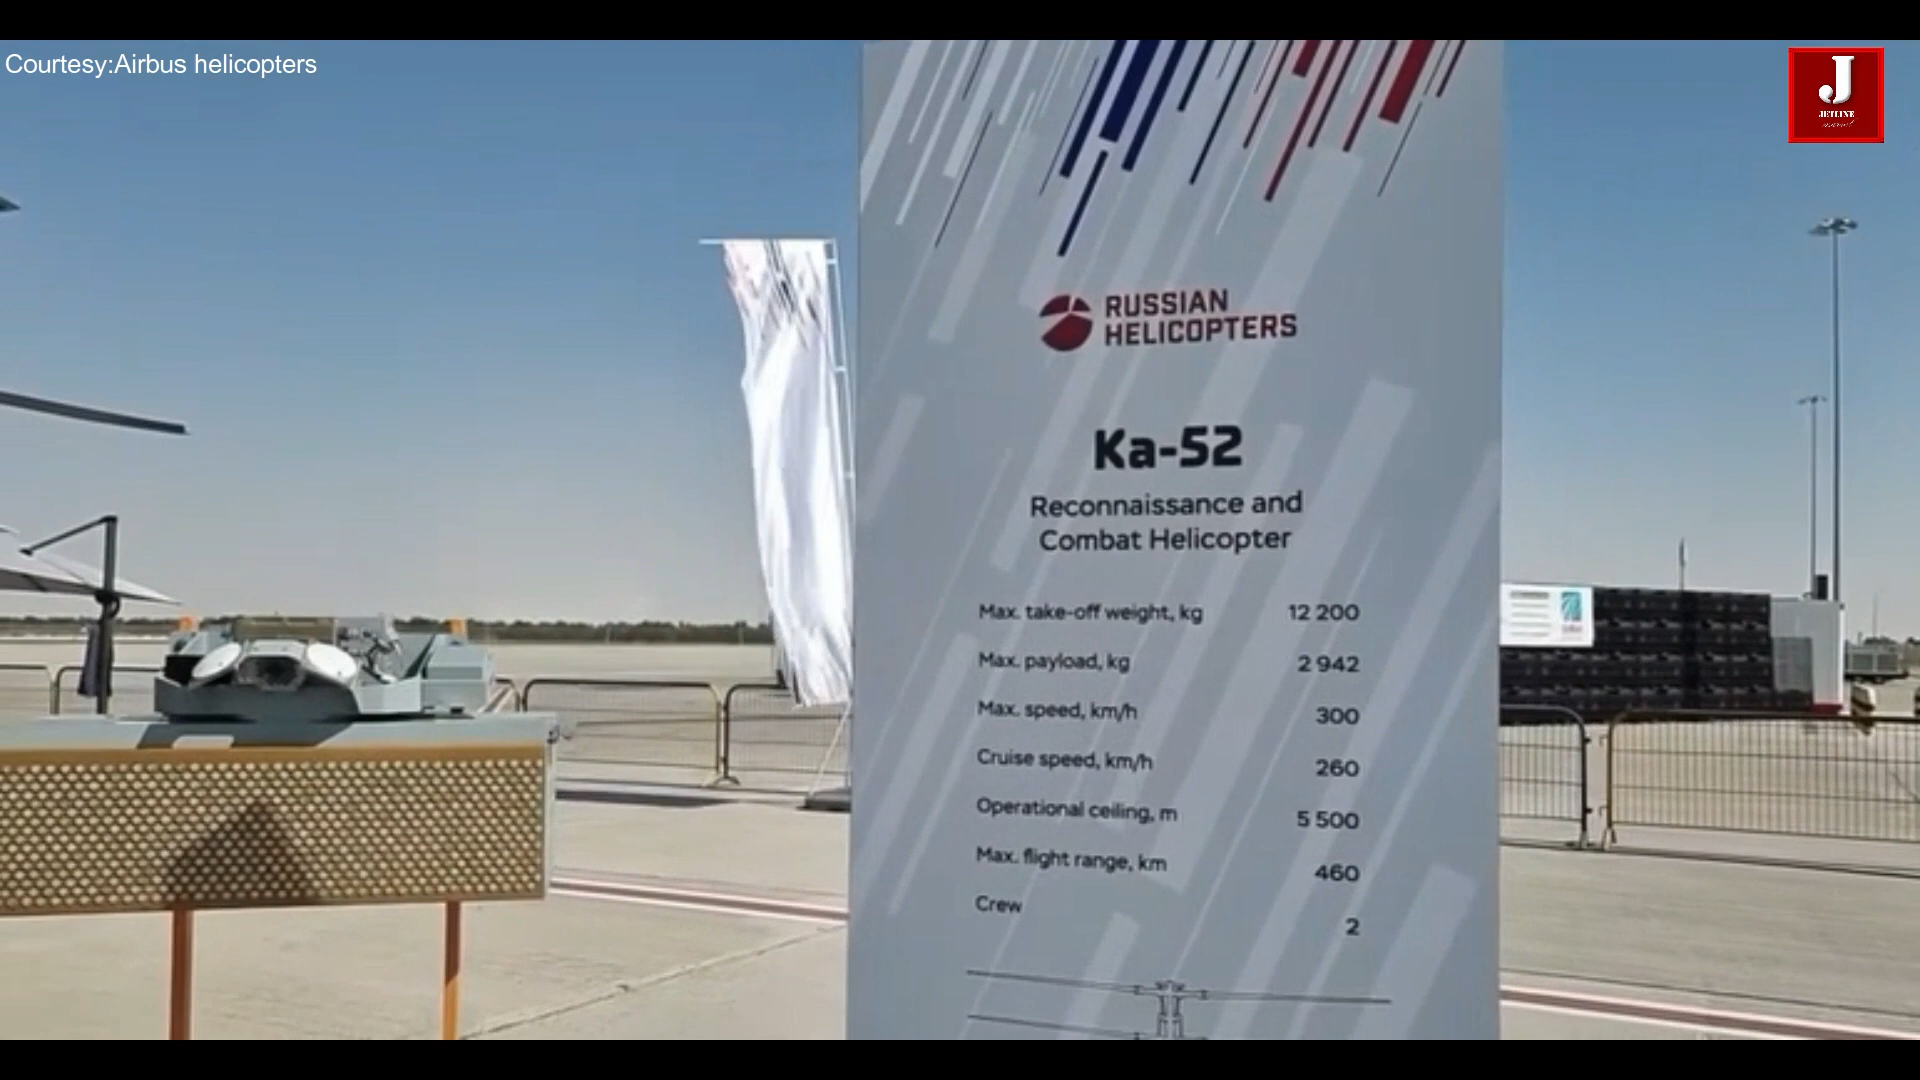 Courtesy:Airbus helicopters
J
JETLINE
RUSSIAN
HELICOPTERS
Ka-52
Reconnaissance and
Combat Helicopter
Max. take-off weight, kg 12 200
Max. payload, kg 2 942
Max. speed, km/h 300
Cruise speed, km/h 260
Operational ceiling, m 5 500
Max. flight range, km 460
Crew 2